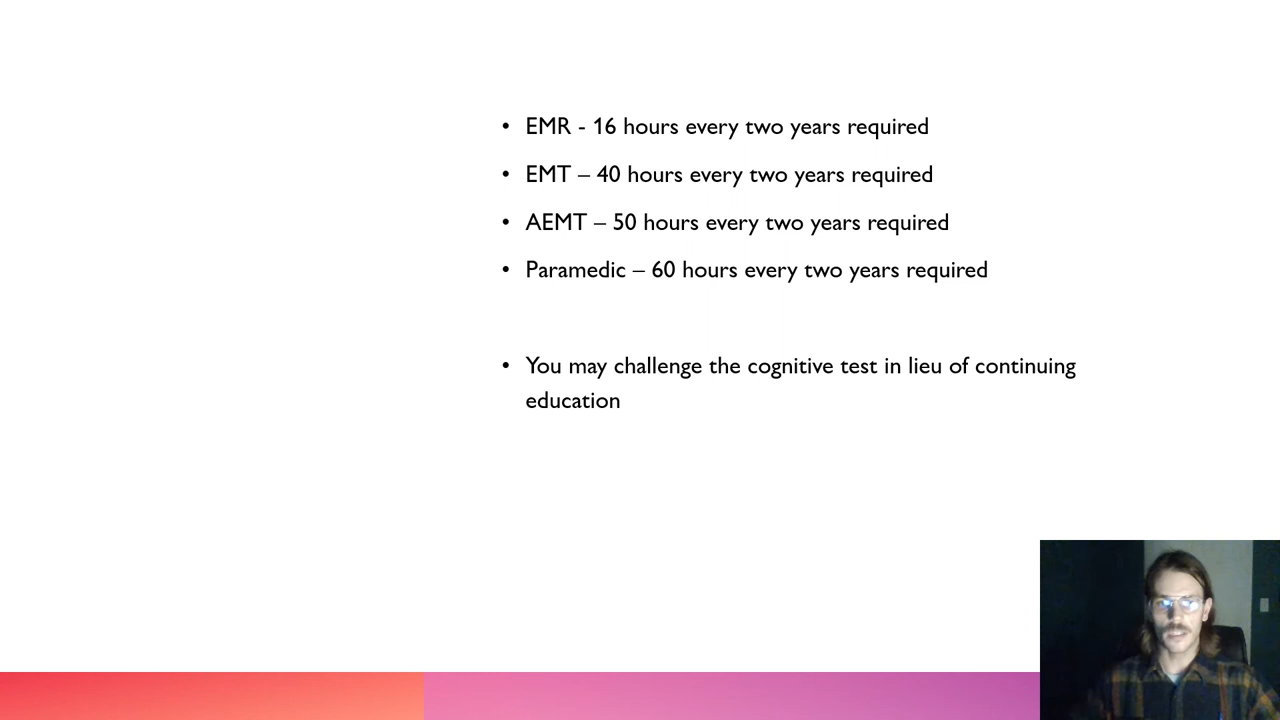 • EMR - 16 hours every two years required
• EMT – 40 hours every two years required
• AEMT – 50 hours every two years required
• Paramedic – 60 hours every two years required
• You may challenge the cognitive test in lieu of continuing
education